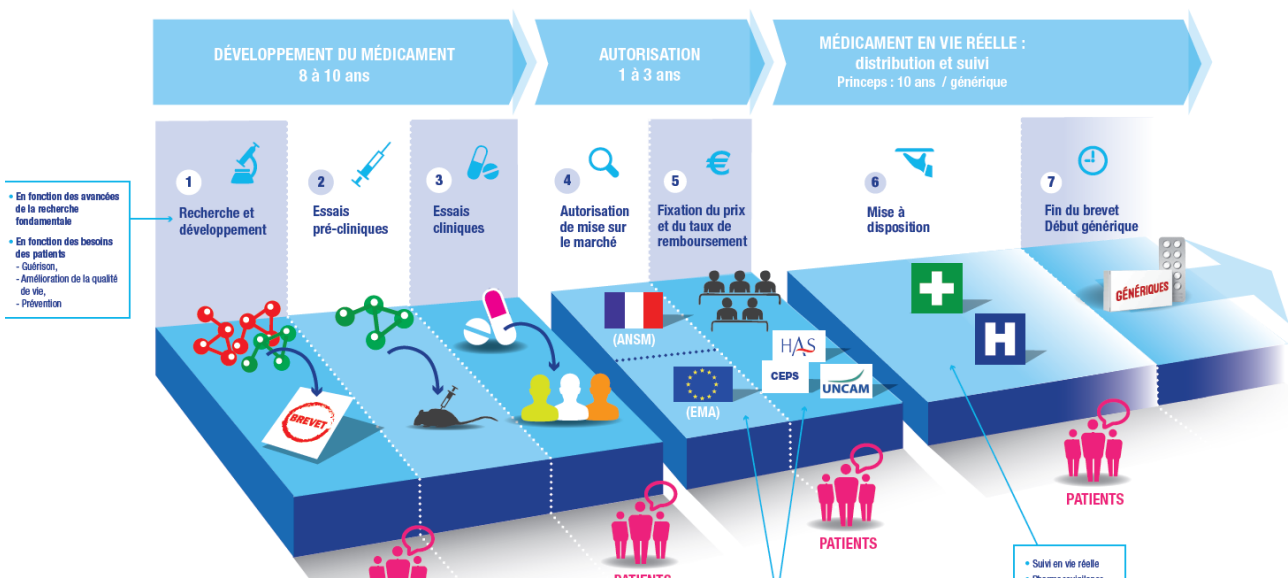 DÉVELOPPEMENT DU MÉDICAMENT
8 à 10 ans
AUTORISATION
1 à 3 ans
MÉDICAMENT EN VIE RÉELLE :
distribution et suivi
Princeps : 10 ans / générique
1
Recherche et
développement
2
Essais
pré-cliniques
3
Essais
cliniques
4
Autorisation
de mise sur
le marché
5
Fixation du prix
et du taux de
remboursement
6
Mise à
disposition
7
Fin du brevet
Début générique
• En fonction des avancées
de la recherche
fondamentale
• En fonction des besoins
des patients
- Guérison,
- Amélioration de la qualité
de vie,
- Prévention
BREVET
(ANSM)
(EMA)
HAS
CEPS
UNCAM
H
GÉNÉRIQUES
PATIENTS
PATIENTS
PATIENTS
• Suivi en vie réelle
• Pharmacovigilance